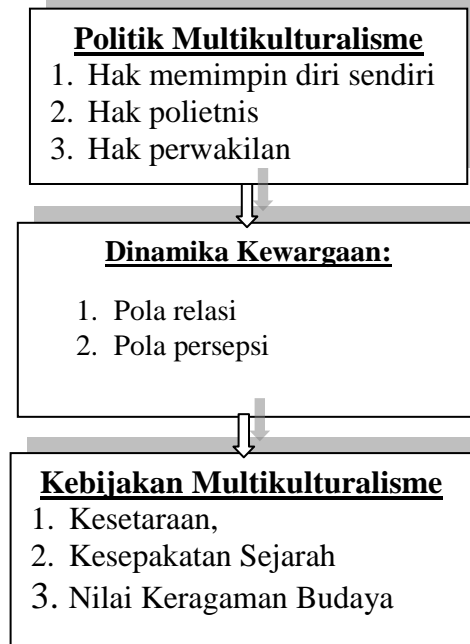 Politik Multikulturalisme
1. Hak memimpin diri sendiri
2. Hak polietnis
3. Hak perwakilan
Dinamika Kewargaan:
1. Pola relasi
2. Pola persepsi
Kebijakan Multikulturalisme
1. Kesetaraan,
2. Kesepakatan Sejarah
3. Nilai Keragaman Budaya